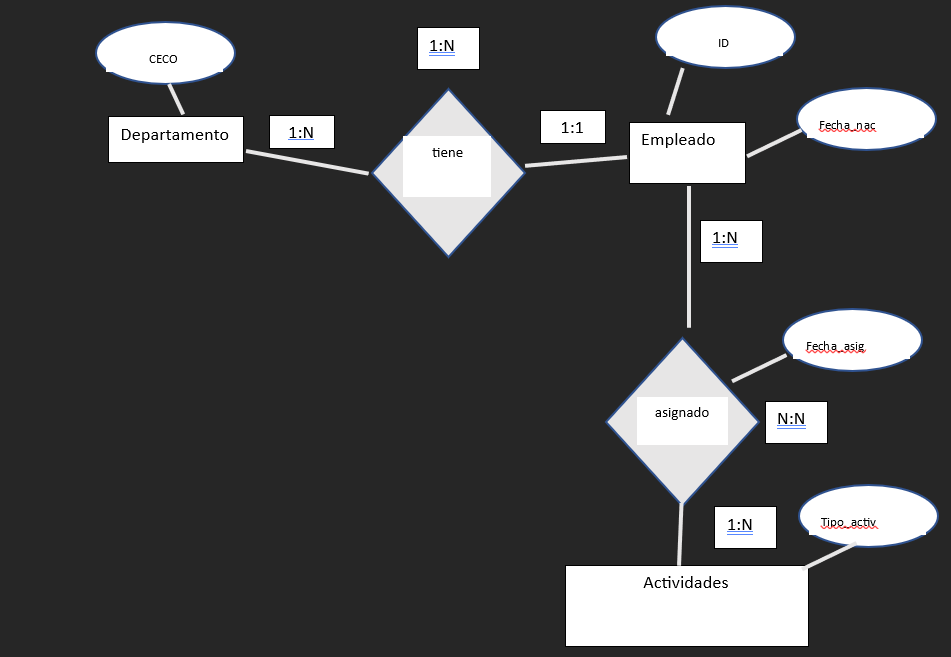 CECO
1:N
ID
Departamento
1:N
tiene
1:1
Empleado
Fecha_nac
1:N
Fecha_asig
asignado
N:N
1:N
Tipo_activ
Actividades